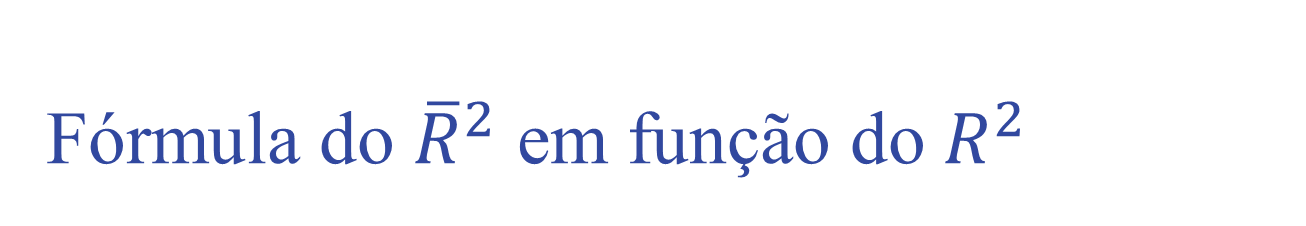 Fórmula do R̅² em função do R²